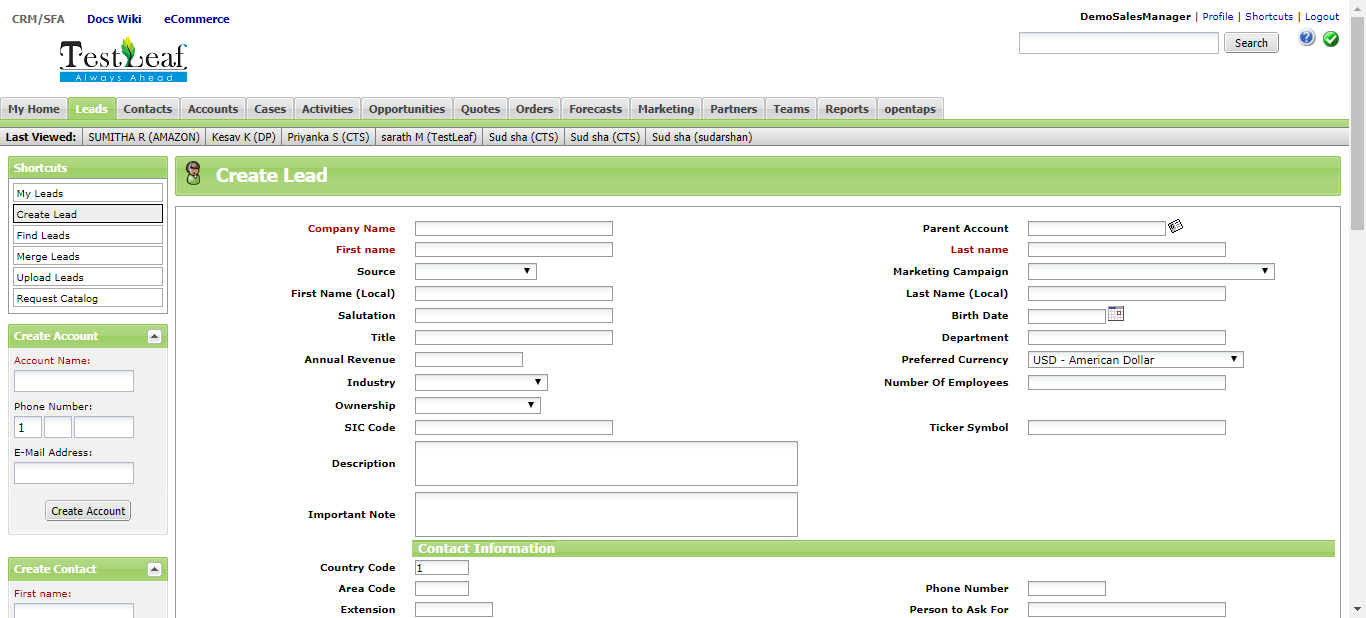 CRM/SFA Docs Wiki eCommerce
DemoSalesManager | Profile | Shortcuts | Logout
TestLeaf
Always Ahead
Search
My Home Leads Contacts Accounts Cases Activities Opportunities Quotes Orders Forecasts Marketing Partners Teams Reports opentaps
Last Viewed: SUMITHA R (AMAZON) Kesav K (DP) Priyanka S (CTS) sarath M (TestLeaf) Sud sha (CTS) Sud sha (CTS) Sud sha (sudarshan)
Shortcuts
My Leads
Create Lead
Find Leads
Merge Leads
Upload Leads
Request Catalog
Create Account
Account Name:
Phone Number:
1
E-Mail Address:
Create Account
Create Contact
First name:
Create Lead
Company Name Parent Account
First name Last name
Source Marketing Campaign
First Name (Local) Last Name (Local)
Salutation Birth Date
Title Department
Annual Revenue Preferred Currency USD - American Dollar
Industry Number Of Employees
Ownership
SIC Code Ticker Symbol
Description
Important Note
Contact Information
Country Code 1
Area Code Phone Number
Extension Person to Ask For